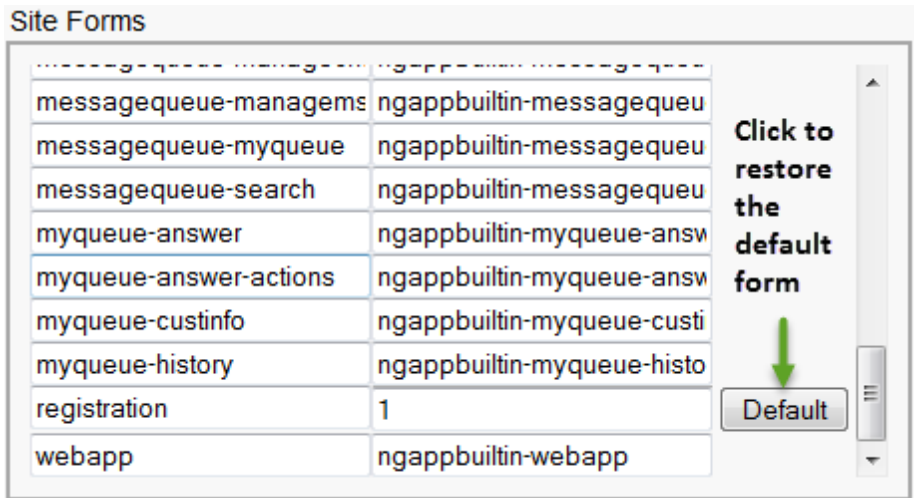 Site Forms
messagequeue-managems ngappbuiltin-messagequeu
messagequeue-myqueue ngappbuiltin-messagequeu
messagequeue-search ngappbuiltin-messagequeu
myqueue-answer ngappbuiltin-myqueue-answ
myqueue-answer-actions ngappbuiltin-myqueue-answ
myqueue-custinfo ngappbuiltin-myqueue-custi
myqueue-history ngappbuiltin-myqueue-histo
registration 1 Default
webapp ngappbuiltin-webapp
Click to
restore
the
default
form